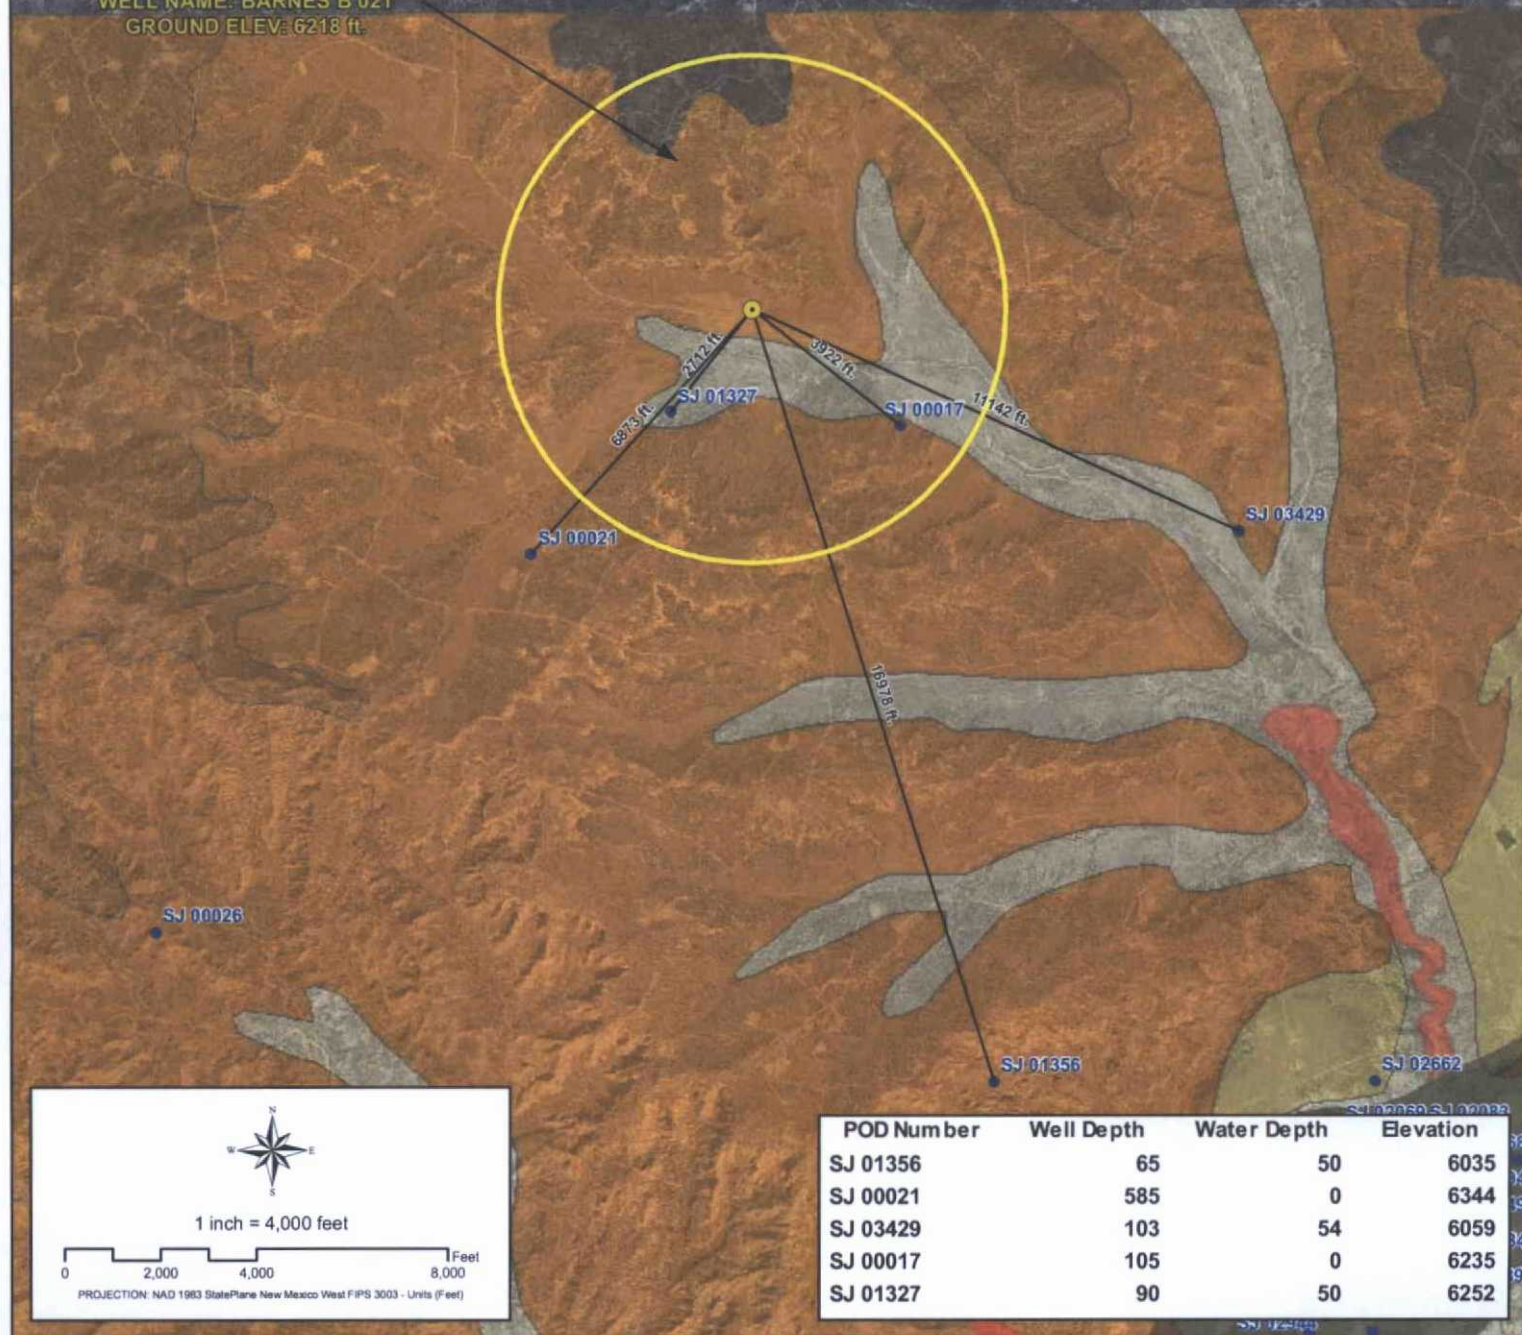 WELL NAME: BARNES B 021
GROUND ELEV: 6218 ft.
2712 ft.
3922 ft.
SJ 01327
SJ 00017
11142 ft.
6873 ft.
SJ 03429
SJ 00021
16978 ft.
SJ 00026
SJ 01356
SJ 02662
SJ 02069 SJ 02083
N
W E
S
1 inch = 4,000 feet
Feet
0 2,000 4,000 8,000
PROJECTION: NAD 1983 StatePlane New Mexico West FIPS 3003 - Units (Feet)
POD Number Well Depth Water Depth Elevation
SJ 01356 65 50 6035
SJ 00021 585 0 6344
SJ 03429 103 54 6059
SJ 00017 105 0 6235
SJ 01327 90 50 6252